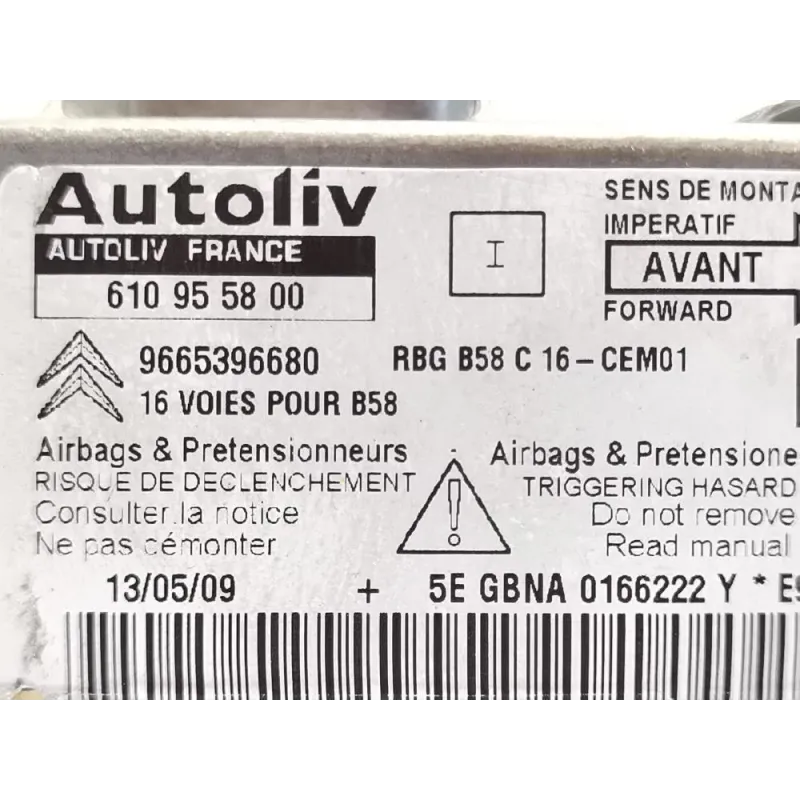 Autoliv
AUTOLIV FRANCE
610 95 58 00
I
SENS DE MONTA
IMPERATIF
AVANT
FORWARD
9665396680 RBG B58 C 16-CEM01
16 VOIES POUR B58
Airbags & Pretensionneurs
RISQUE DE DECLENCHEMENT
Consulter la notice
Ne pas cémonter
Airbags & Pretensione
TRIGGERING HASARD
Do not remove
Read manual
13/05/09 + 5E GBNA 0166222 Y * E9